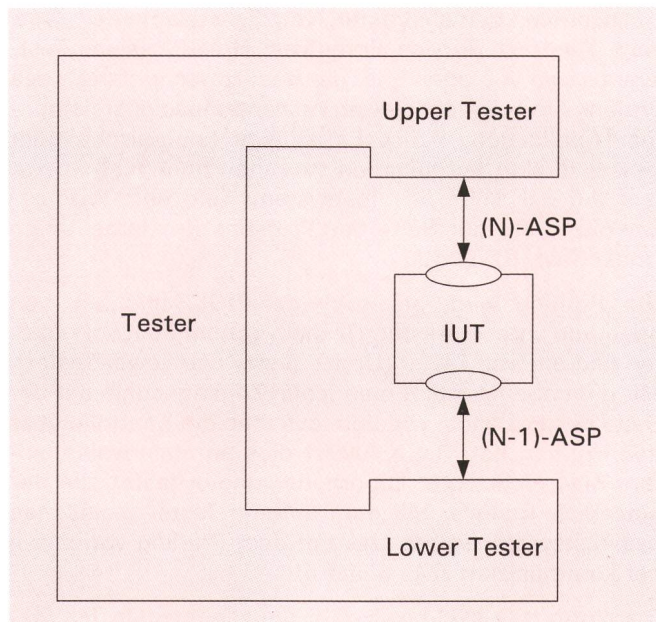 Upper Tester
(N)-ASP
Tester
IUT
(N-1)-ASP
Lower Tester